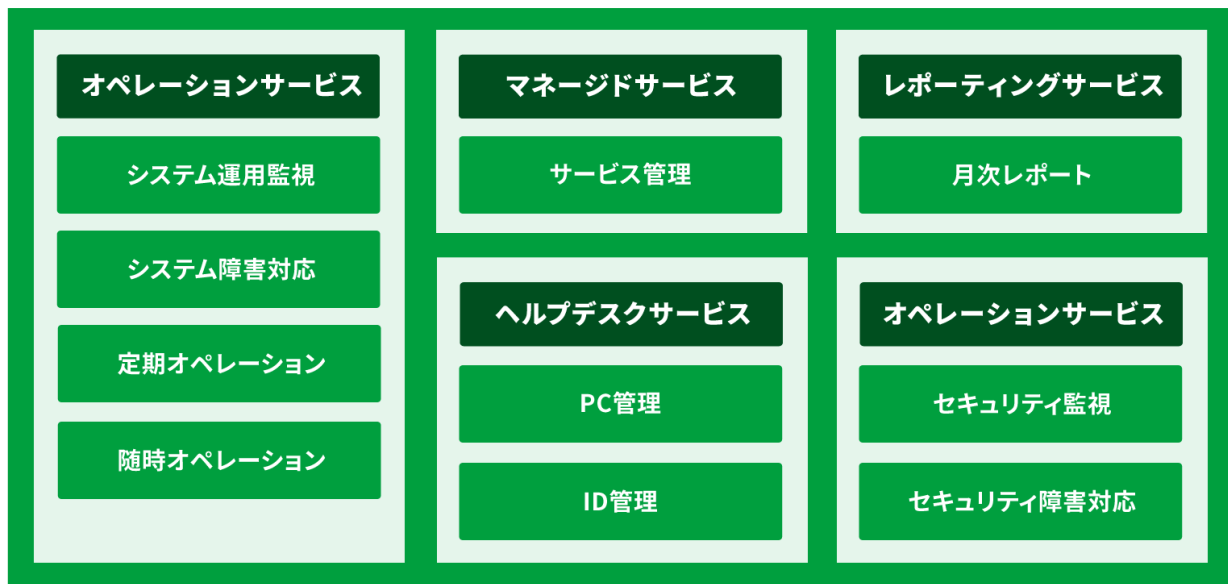 オペレーションサービス
システム運用監視
システム障害対応
定期オペレーション
随時オペレーション
マネージドサービス
サービス管理
レポーティングサービス
月次レポート
ヘルプデスクサービス
PC管理
ID管理
オペレーションサービス
セキュリティ監視
セキュリティ障害対応